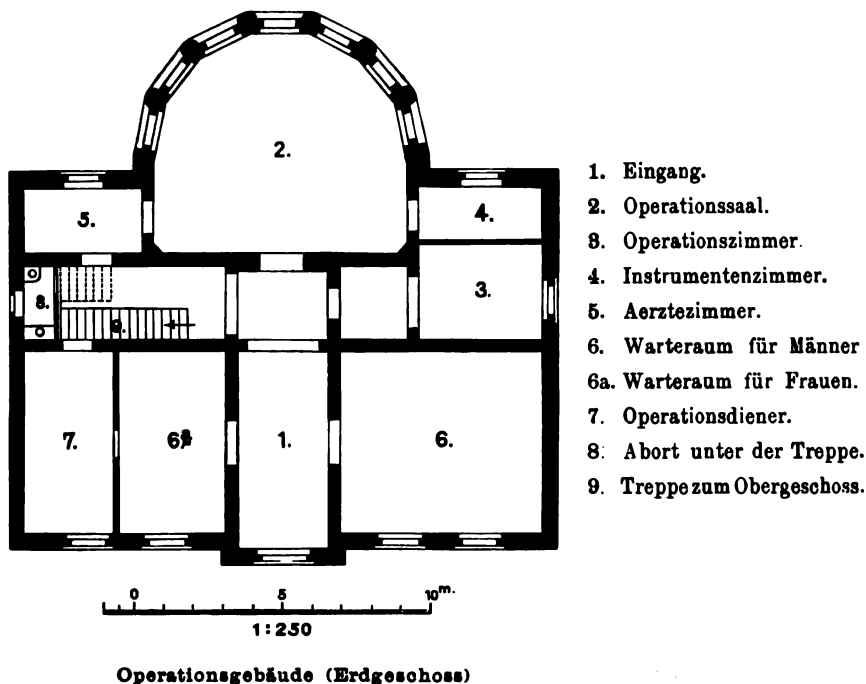 2.
5.
4.
3.
8.
9.
7.
6a
1.
6.
1. Eingang.
2. Operationssaal.
3. Operationszimmer.
4. Instrumentenzimmer.
5. Aerztezimmer.
6. Warteraum für Männer
6a. Warteraum für Frauen.
7. Operationsdiener.
8. Abort unter der Treppe.
9. Treppe zum Obergeschoss.
0 5 10 m.
1:250
Operationsgebäude (Erdgeschoss)